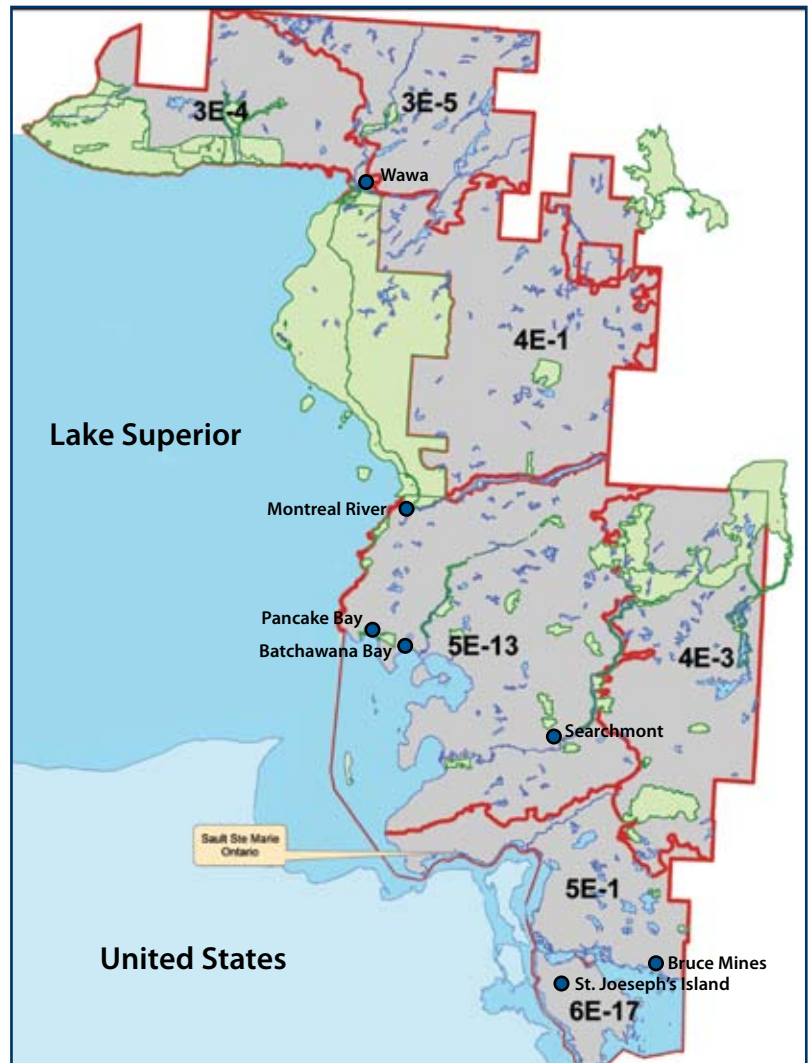 3E-4
3E-5
Wawa
4E-1
Lake Superior
Montreal River
Pancake Bay
Batchawana Bay
5E-13
4E-3
Searchmont
Sault Ste Marie
Ontario
5E-1
United States
Bruce Mines
St. Joeseph's Island
6E-17